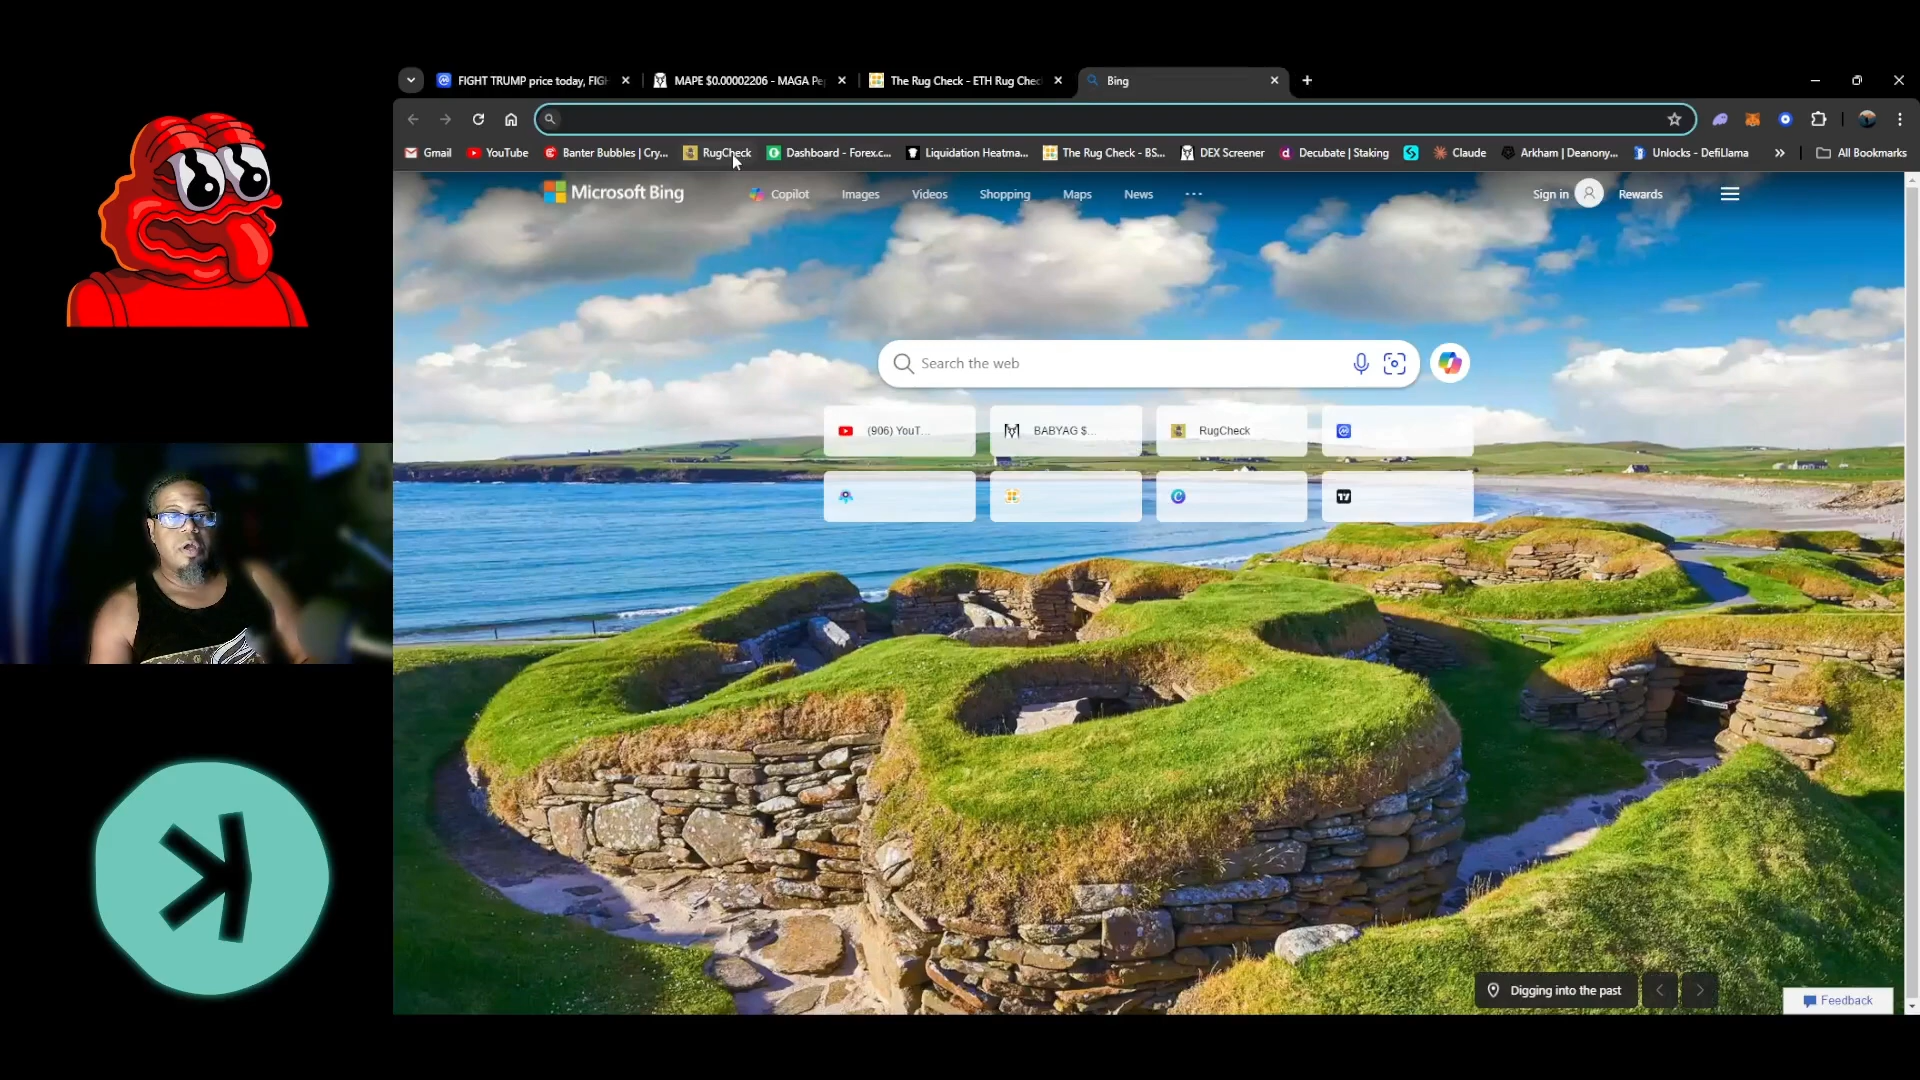 FIGHT TRUMP price today, FIGH
MAPE $0.00002206 - MAGA Pe
The Rug Check - ETH Rug Chec
Bing
Gmail
YouTube
Banter Bubbles | Cry...
RugCheck
Dashboard - Forex.c...
Liquidation Heatma...
The Rug Check - BS...
DEX Screener
Decubate | Staking
Claude
Arkham | Deanony...
Unlocks - DefiLlama
All Bookmarks
Microsoft Bing
Copilot
Images
Videos
Shopping
Maps
News
Sign in
Rewards
Search the web
(906) YouT...
BABYAG $...
RugCheck
Digging into the past
Feedback